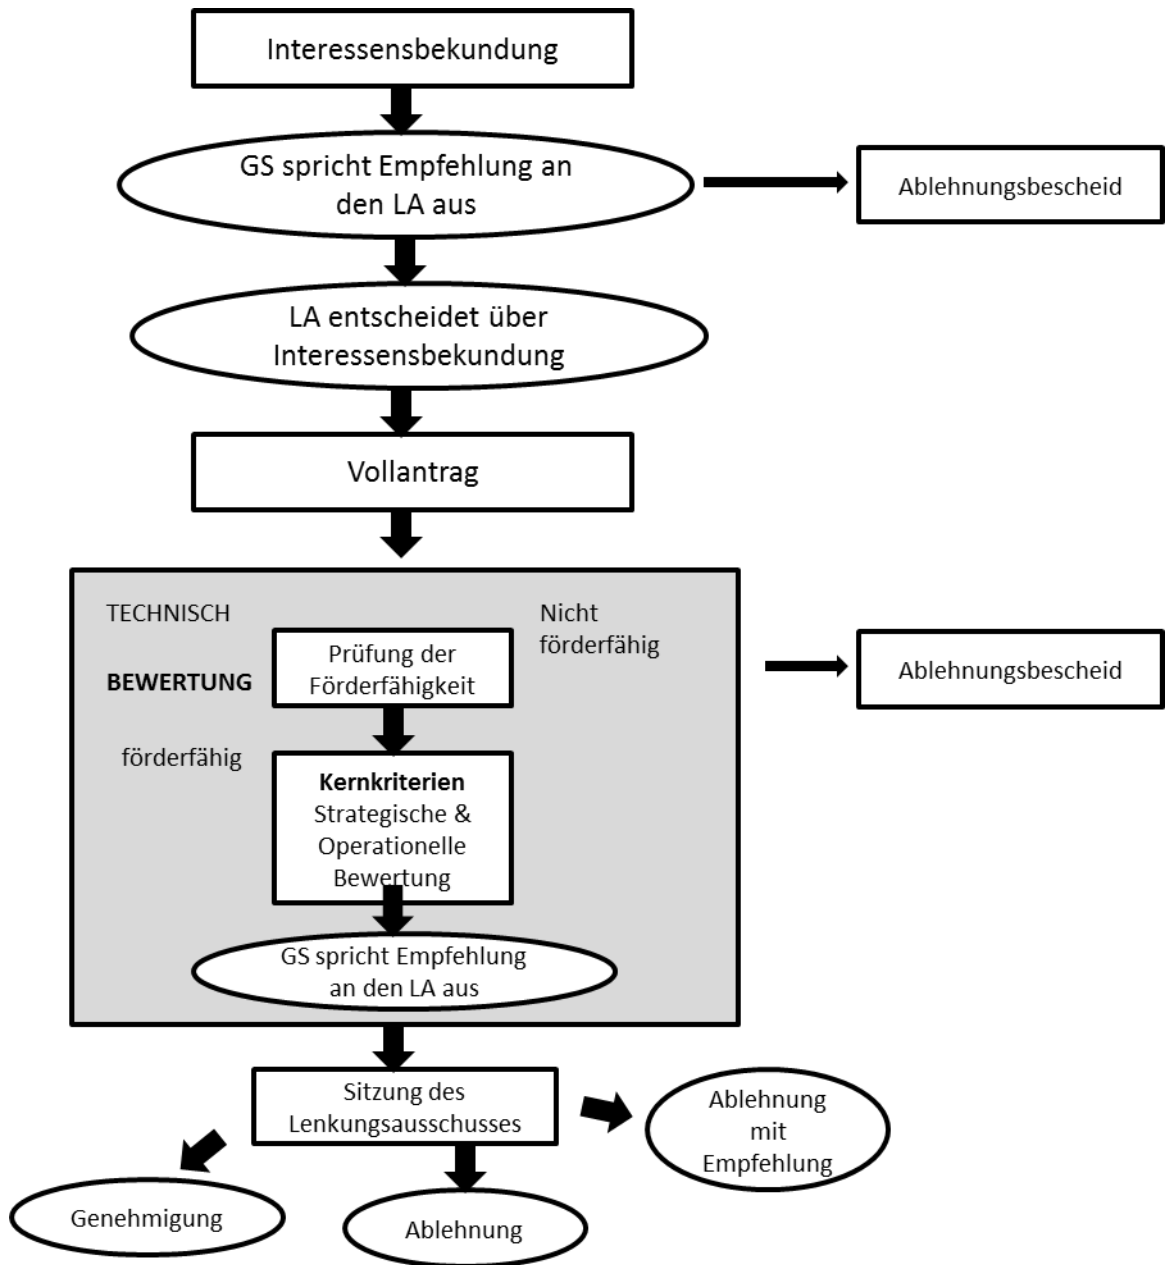 Interessensbekundung
GS spricht Empfehlung an
den LA aus
Ablehnungsbescheid
LA entscheidet über
Interessensbekundung
Vollantrag
TECHNISCH
Nicht
förderfähig
Prüfung der
Förderfähigkeit
BEWERTUNG
Ablehnungsbescheid
förderfähig
Kernkriterien
Strategische &
Operationelle
Bewertung
GS spricht Empfehlung
an den LA aus
Sitzung des
Lenkungsausschusses
Ablehnung
mit
Empfehlung
Genehmigung
Ablehnung